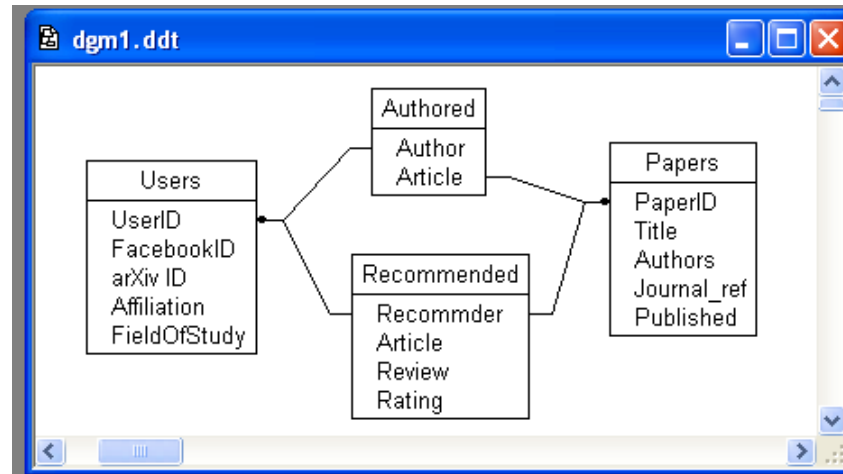 dgm1.ddt
Users
UserID
FacebookID
arXiv ID
Affiliation
FieldOfStudy
Authored
Author
Article
Recommended
Recommder
Article
Review
Rating
Papers
PaperID
Title
Authors
Journal_ref
Published